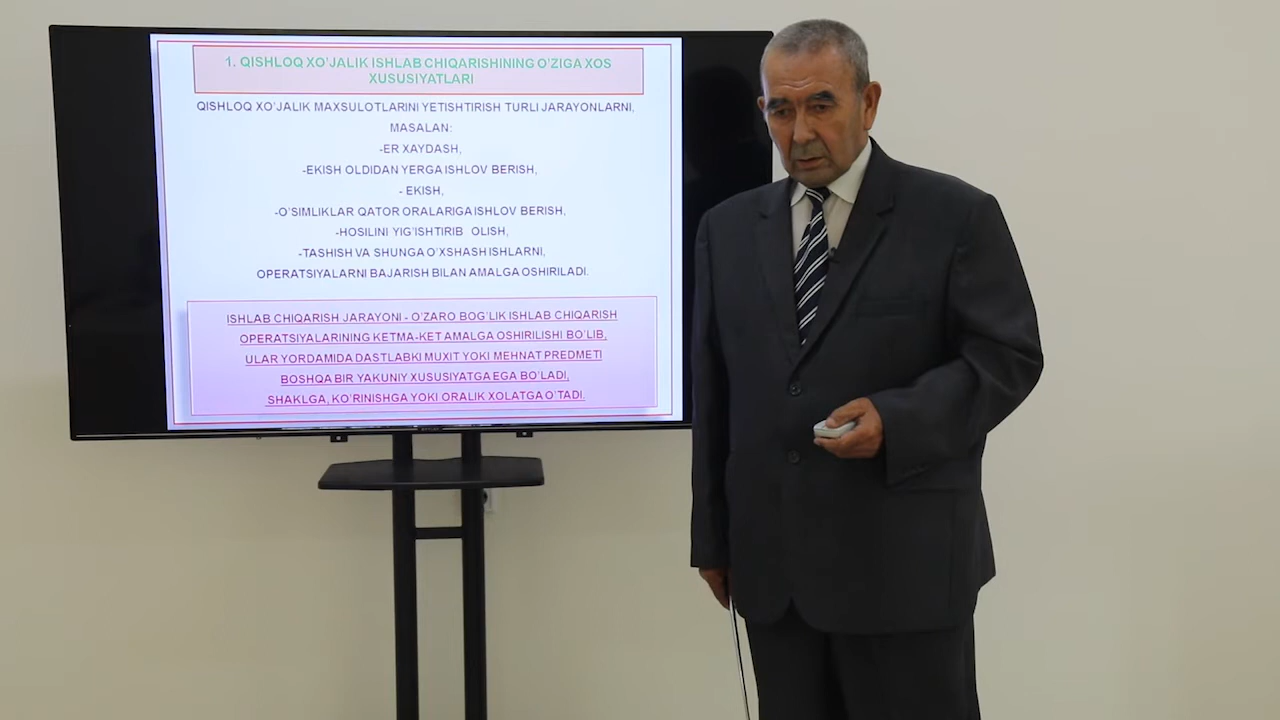 1. QISHLOQ XO'JALIK ISHLAB CHIQARISHINING O'ZIGA XOS
XUSUSIYATLARI
QISHLOQ XO'JALIK MAXSULOTLARINI YETISHTIRISH TURLI JARAYONLARNI,
MASALAN:
-ER XAYDASH,
-EKISH OLDIDAN YERGA ISHLOV BERISH,
- EKISH,
-O'SIMLIKLAR QATOR ORALARIGA ISHLOV BERISH,
-HOSILINI YIG'ISHTIRIB OLISH,
-TASHISH VA SHUNGA O'XSHASH ISHLARNI,
OPERATSIYALARNI BAJARISH BILAN AMALGA OSHIRILADI.
ISHLAB CHIQARISH JARAYONI - O'ZARO BOG'LIK ISHLAB CHIQARISH
OPERATSIYALARINING KETMA-KET AMALGA OSHIRILISHI BO'LIB,
ULAR YORDAMIDA DASTLABKI MUXIT YOKI MEHNAT PREDMETI
BOSHQA BIR YAKUNIY XUSUSIYATGA EGA BO'LADI,
SHAKLGA, KO'RINISHGA YOKI ORALIK XOLATGA O'TADI.